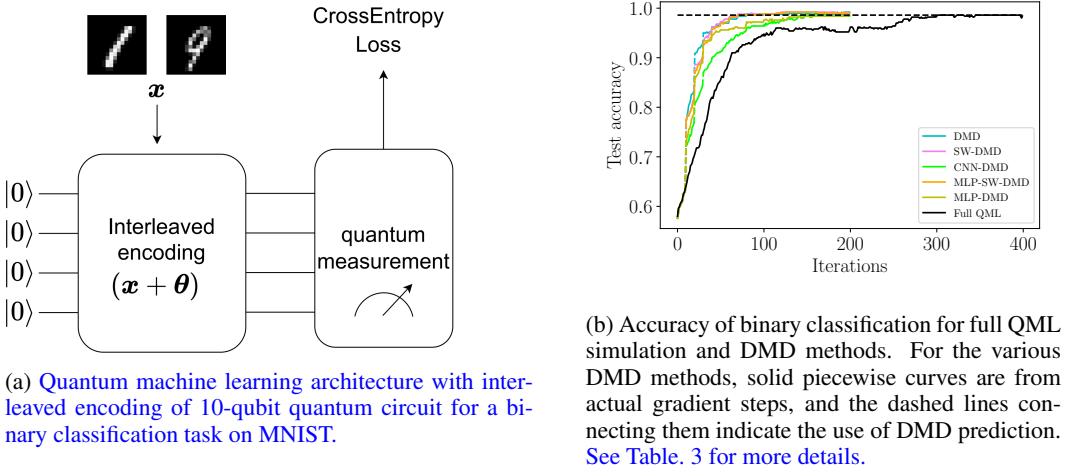 CrossEntropy
Loss
x
|0⟩
|0⟩
|0⟩
|0⟩
Interleaved
encoding
(x + θ)
quantum
measurement
(a) Quantum machine learning architecture with inter-
leaved encoding of 10-qubit quantum circuit for a bi-
nary classification task on MNIST.
1.0
0.9
0.8
0.7
0.6
Test accuracy
DMD
SW-DMD
CNN-DMD
MLP-SW-DMD
MLP-DMD
Full QML
0 100 200 300 400
Iterations
(b) Accuracy of binary classification for full QML
simulation and DMD methods. For the various
DMD methods, solid piecewise curves are from
actual gradient steps, and the dashed lines con-
necting them indicate the use of DMD prediction.
See Table. 3 for more details.